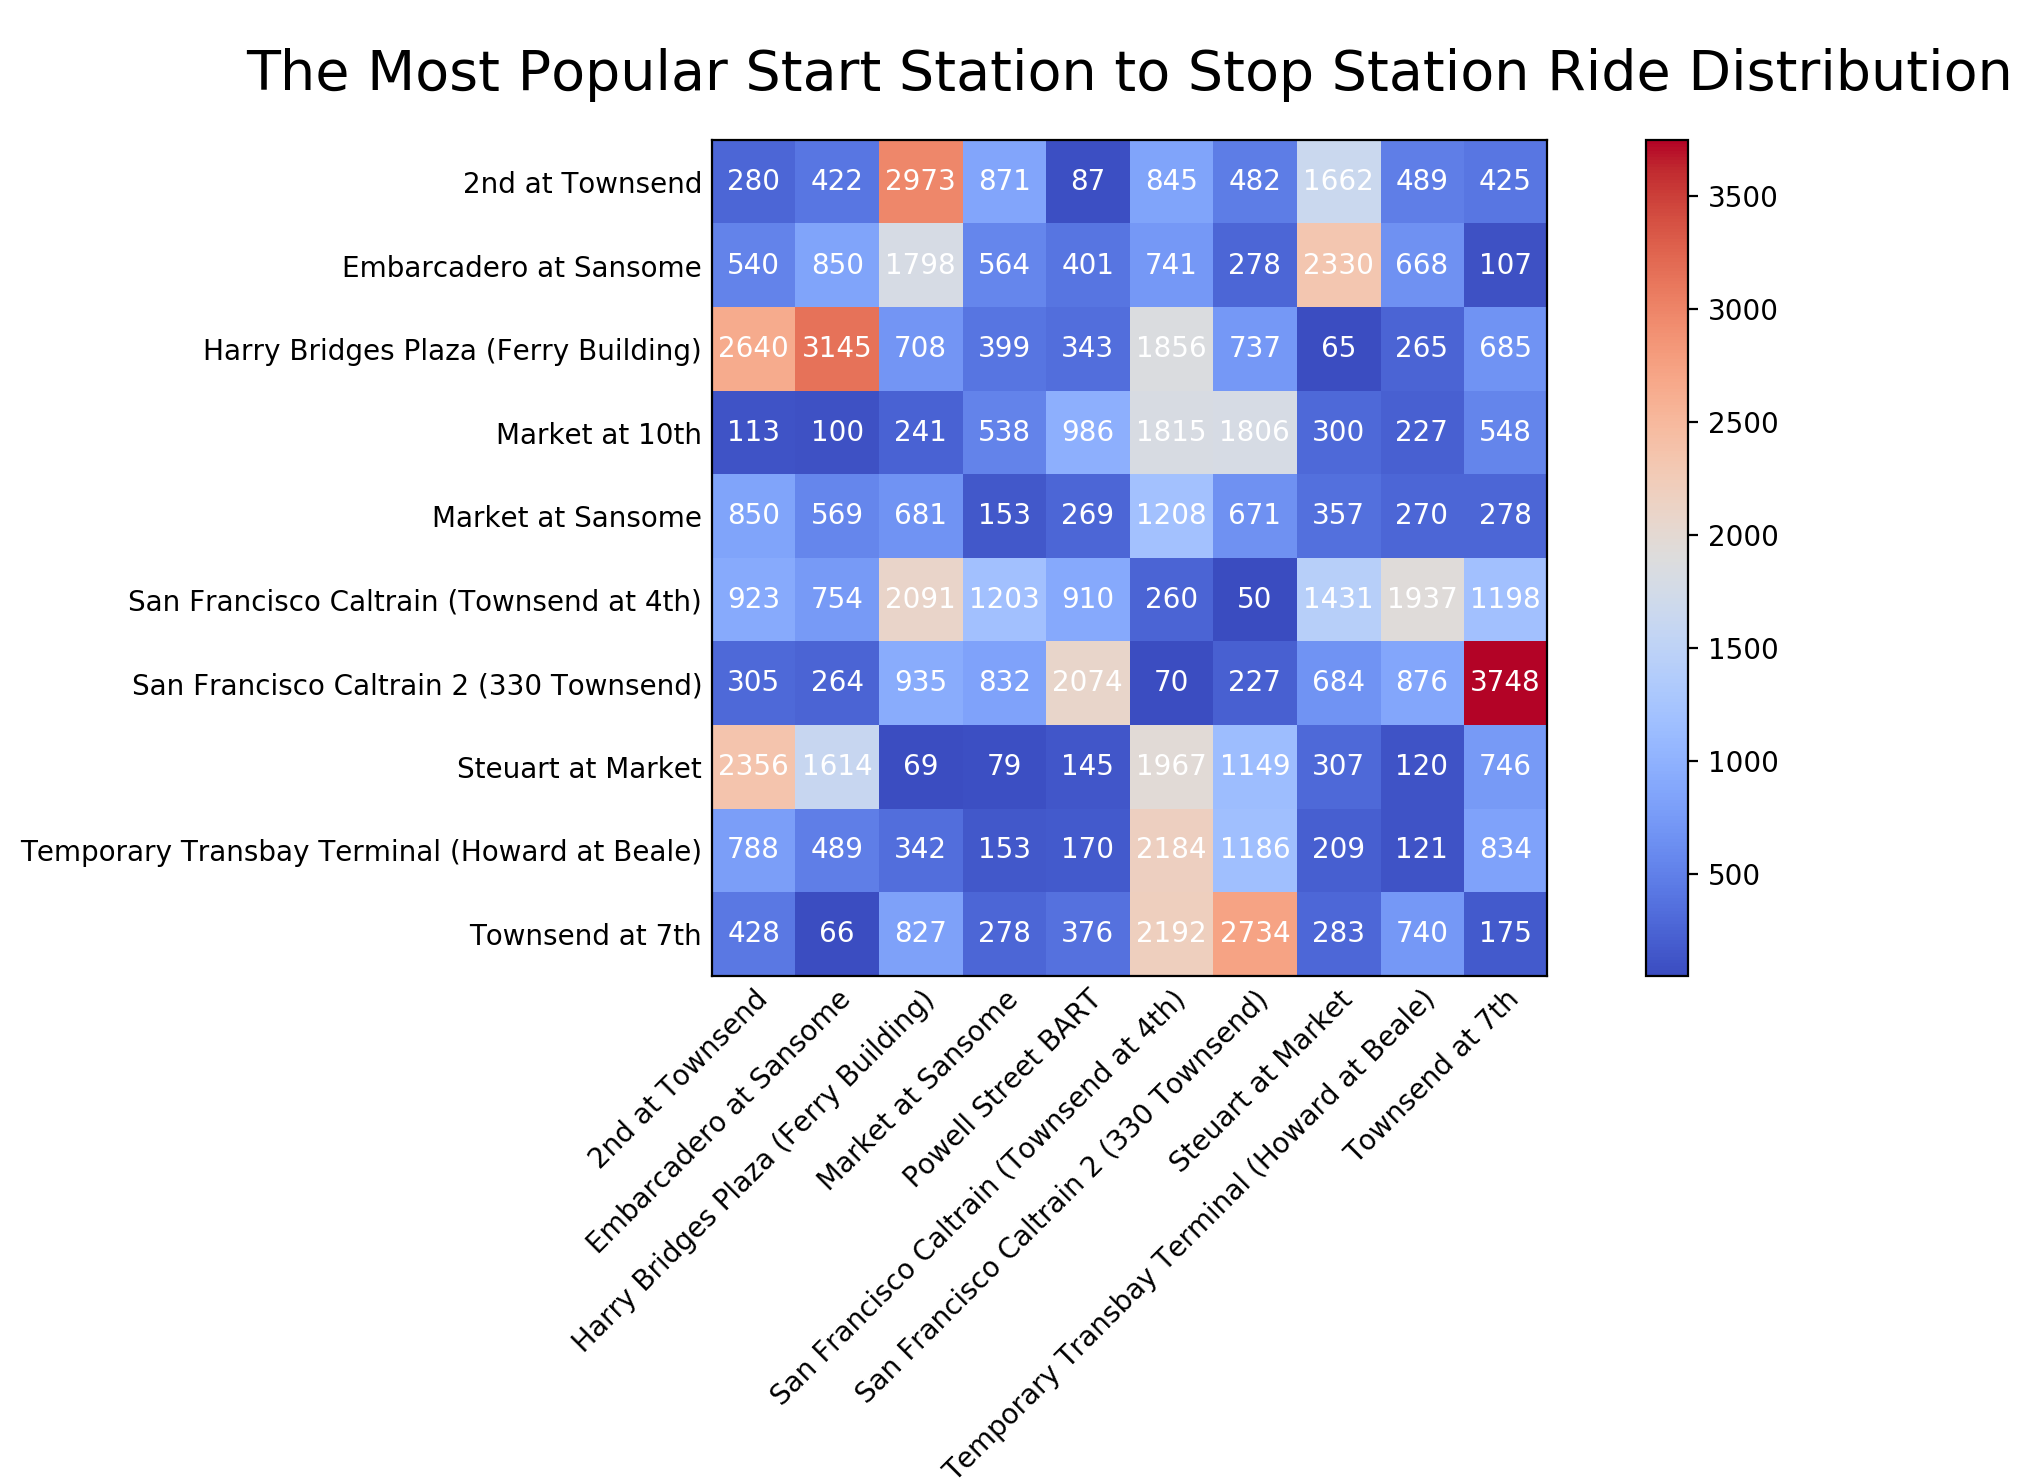 The Most Popular Start Station to Stop Station Ride Distribution
2nd at Townsend 280 422 2973 871 87 845 482 1662 489 425
Embarcadero at Sansome 540 850 1798 564 401 741 278 2330 668 107
Harry Bridges Plaza (Ferry Building) 2640 3145 708 399 343 1856 737 65 265 685
Market at 10th 113 100 241 538 986 1815 1806 300 227 548
Market at Sansome 850 569 681 153 269 1208 671 357 270 278
San Francisco Caltrain (Townsend at 4th) 923 754 2091 1203 910 260 50 1431 1937 1198
San Francisco Caltrain 2 (330 Townsend) 305 264 935 832 2074 70 227 684 876 3748
Steuart at Market 2356 1614 69 79 145 1967 1149 307 120 746
Temporary Transbay Terminal (Howard at Beale) 788 489 342 153 170 2184 1186 209 121 834
Townsend at 7th 428 66 827 278 376 2192 2734 283 740 175
2nd at Townsend
Embarcadero at Sansome
Harry Bridges Plaza (Ferry Building)
Market at Sansome
Powell Street BART
San Francisco Caltrain (Townsend at 4th)
San Francisco Caltrain 2 (330 Townsend)
Steuart at Market
Temporary Transbay Terminal (Howard at Beale)
Townsend at 7th
3500
3000
2500
2000
1500
1000
500